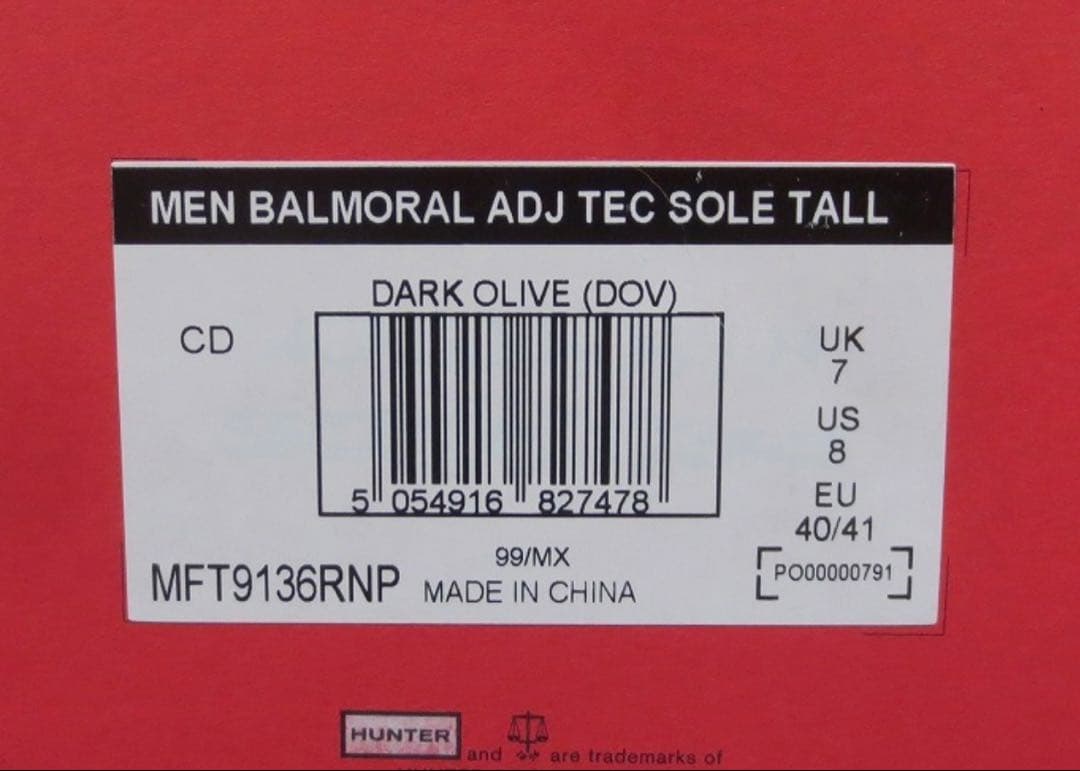 MEN BALMORAL ADJ TEC SOLE TALL
DARK OLIVE (DOV)
CD
5 054916 827478
UK
7
US
8
EU
40/41
PO00000791
99/MX
MFT9136RNP MADE IN CHINA
HUNTER and are trademarks of